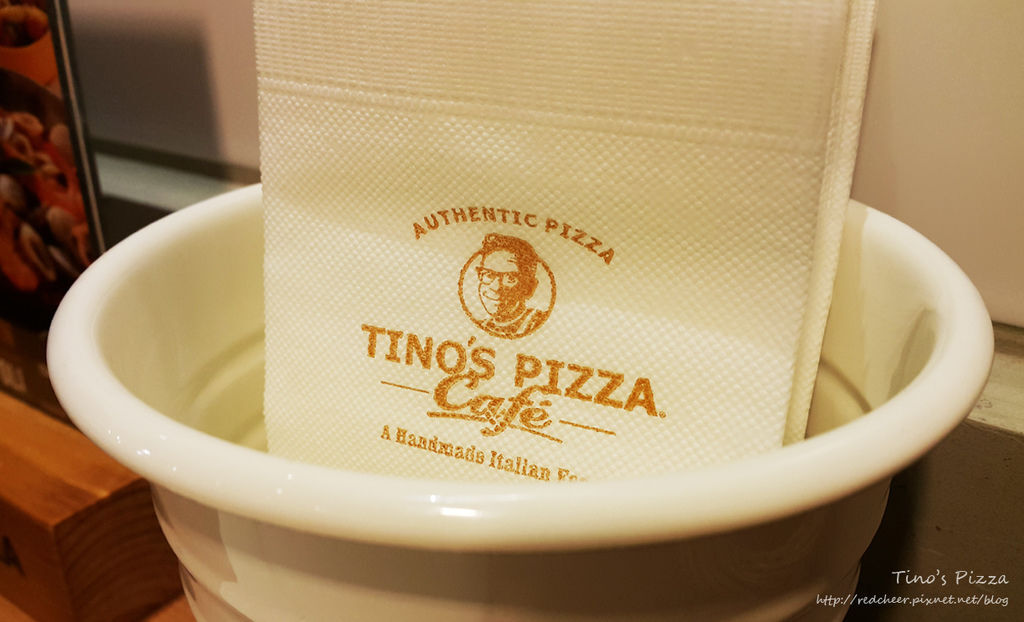 AUTHENTIC PIZZA
TINO'S PIZZA.
Café
A Handmade Italian
Tino's Pizza
http://redcheer.pixnet.net/blog